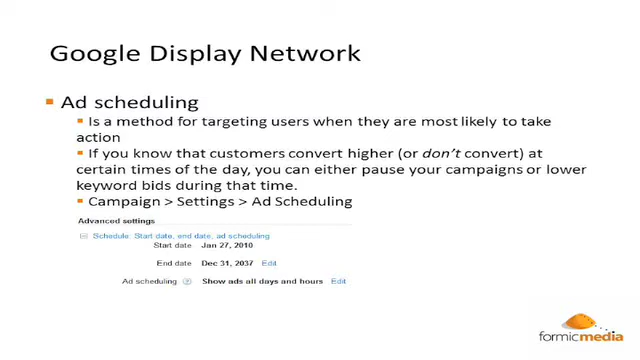 Google Display Network
Ad scheduling
Is a method for targeting users when they are most likely to take
action
If you know that customers convert higher (or don't convert) at
certain times of the day, you can either pause your campaigns or lower
keyword bids during that time.
Campaign > Settings > Ad Scheduling
Advanced settings
Schedule: Start date, end date, ad scheduling
Start date Jan 27, 2010
End date Dec 31, 2037 Edit
Ad scheduling ? Show ads all days and hours Edit
formicmedia